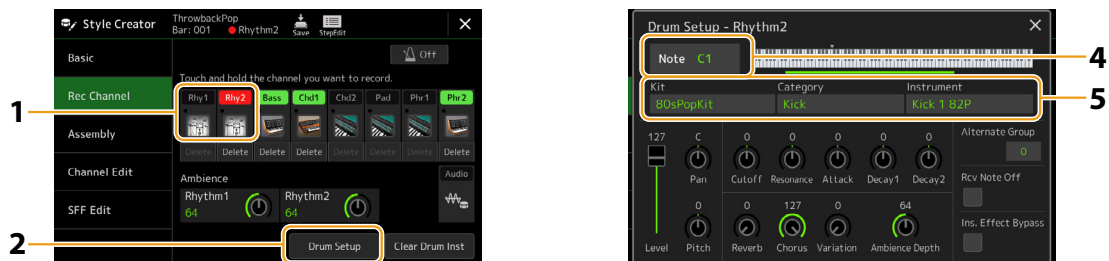 Style Creator
ThrowbackPop
Bar: 001 Rhythm2
Save
StepEdit
Basic
Off
Touch and hold the channel you want to record.
Rec Channel
Rhy1 Rhy2 Bass Chd1 Chd2 Pad Phr1 Phr2
1
Assembly
Delete Delete Delete Delete Delete Delete Delete Delete
Channel Edit
Ambience
Audio
Rhythm1
64
Rhythm2
64
SFF Edit
2
Drum Setup
Clear Drum Inst
Drum Setup - Rhythm2
Note C1
4
Kit Category Instrument
80sPopKit Kick Kick 1 82P
5
127 C 0 0 0 0 0
Alternate Group
0
Pan Cutoff Resonance Attack Decay1 Decay2
Rcv Note Off
0 0 127 0 64
Ins. Effect Bypass
Level Pitch Reverb Chorus Variation Ambience Depth